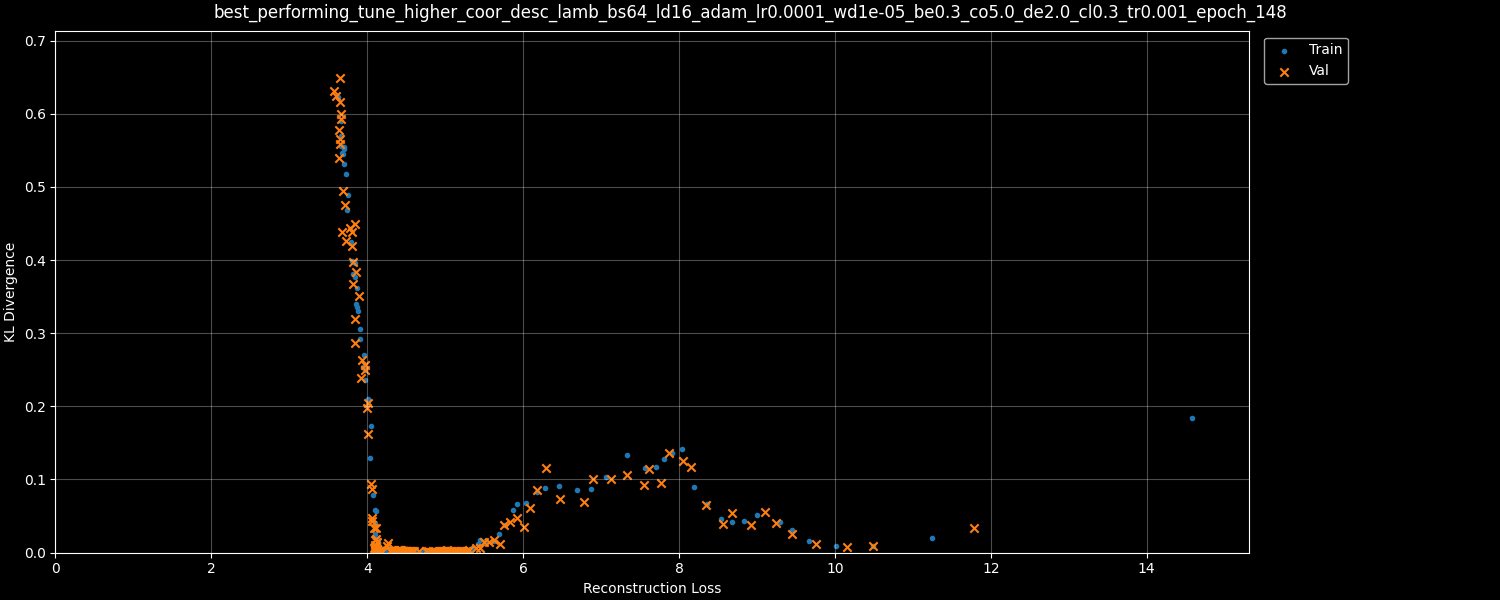 best_performing_tune_higher_coor_desc_lamb_bs64_ld16_adam_lr0.0001_wd1e-05_be0.3_co5.0_de2.0_cl0.3_tr0.001_epoch_148
Train
Val
KL Divergence
0.7
0.6
0.5
0.4
0.3
0.2
0.1
0.0
0 2 4 6 8 10 12 14
Reconstruction Loss